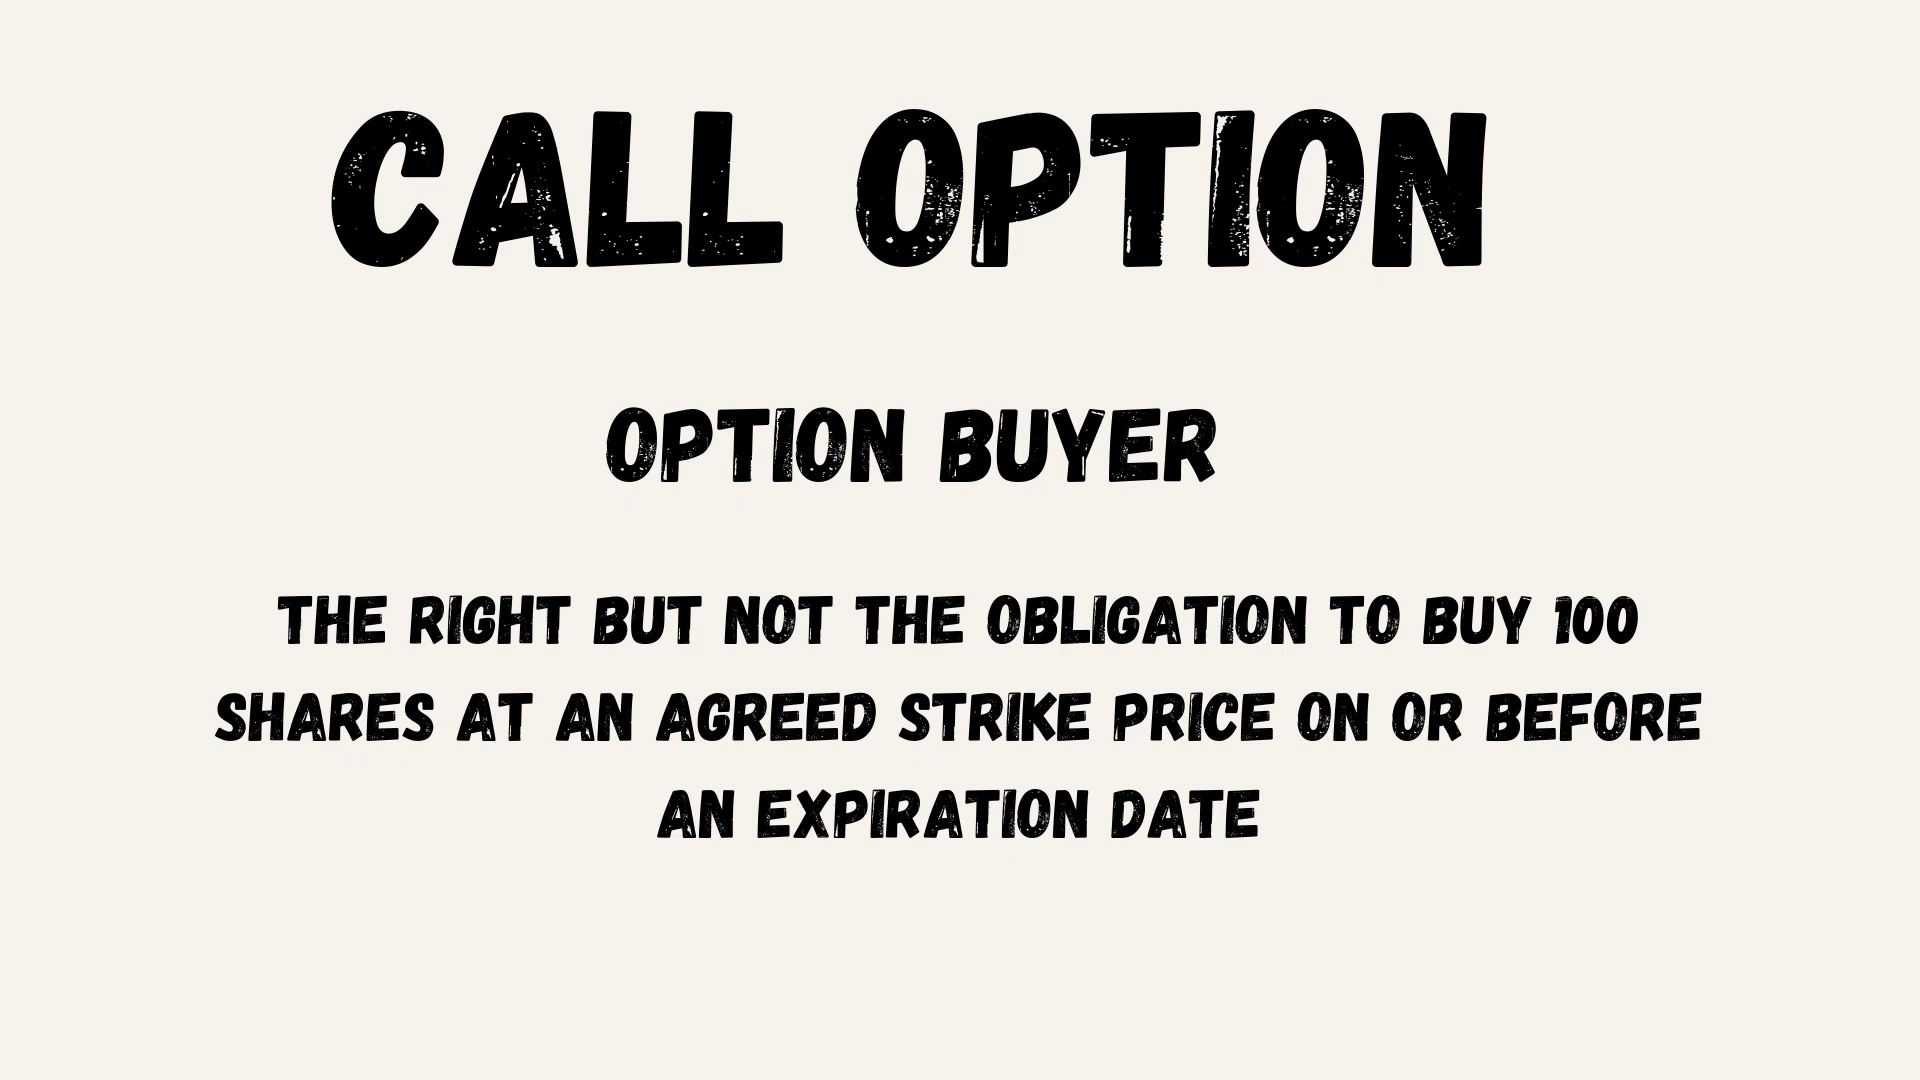 CALL OPTION
OPTION BUYER
THE RIGHT BUT NOT THE OBLIGATION TO BUY 100
SHARES AT AN AGREED STRIKE PRICE ON OR BEFORE
AN EXPIRATION DATE